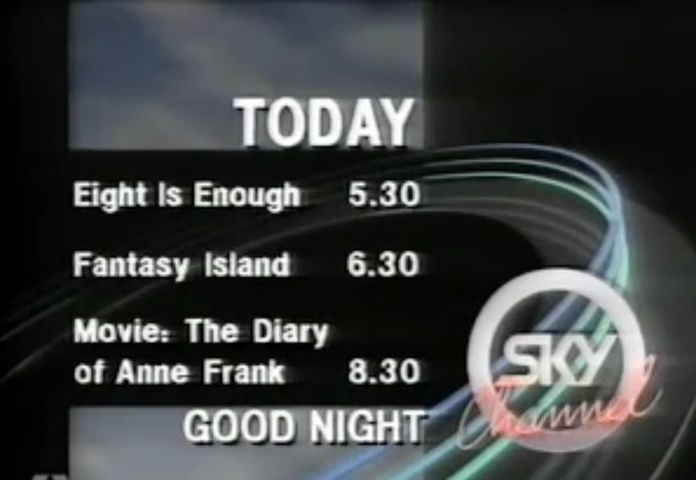 TODAY
Eight Is Enough 5.30
Fantasy Island 6.30
Movie: The Diary
of Anne Frank 8.30
GOOD NIGHT
SKY
Channel